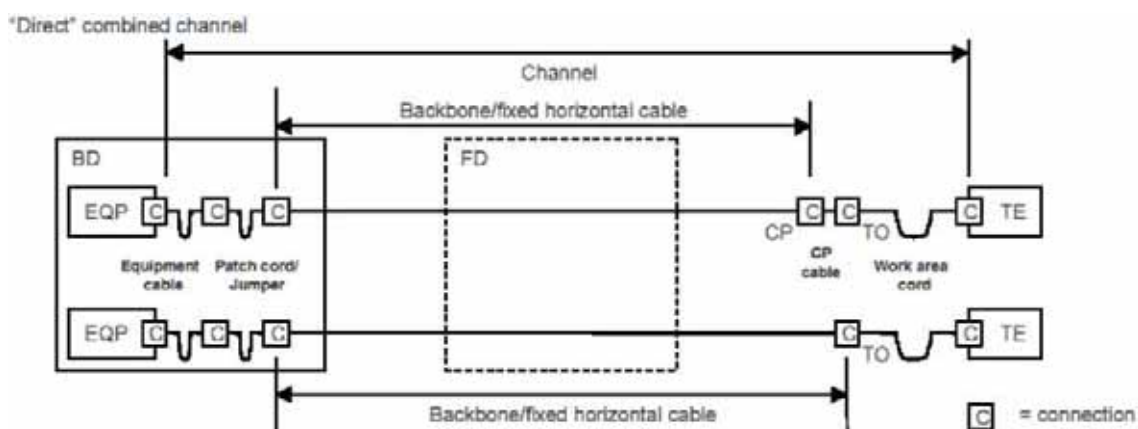 "Direct" combined channel
Channel
Backbone/fixed horizontal cable
BD
FD
EQP C C C C C C TE
CP TO
Equipment cable
Patch cord/ Jumper
CP cable
Work area cord
EQP C C C C C TE
TO
Backbone/fixed horizontal cable
C = connection